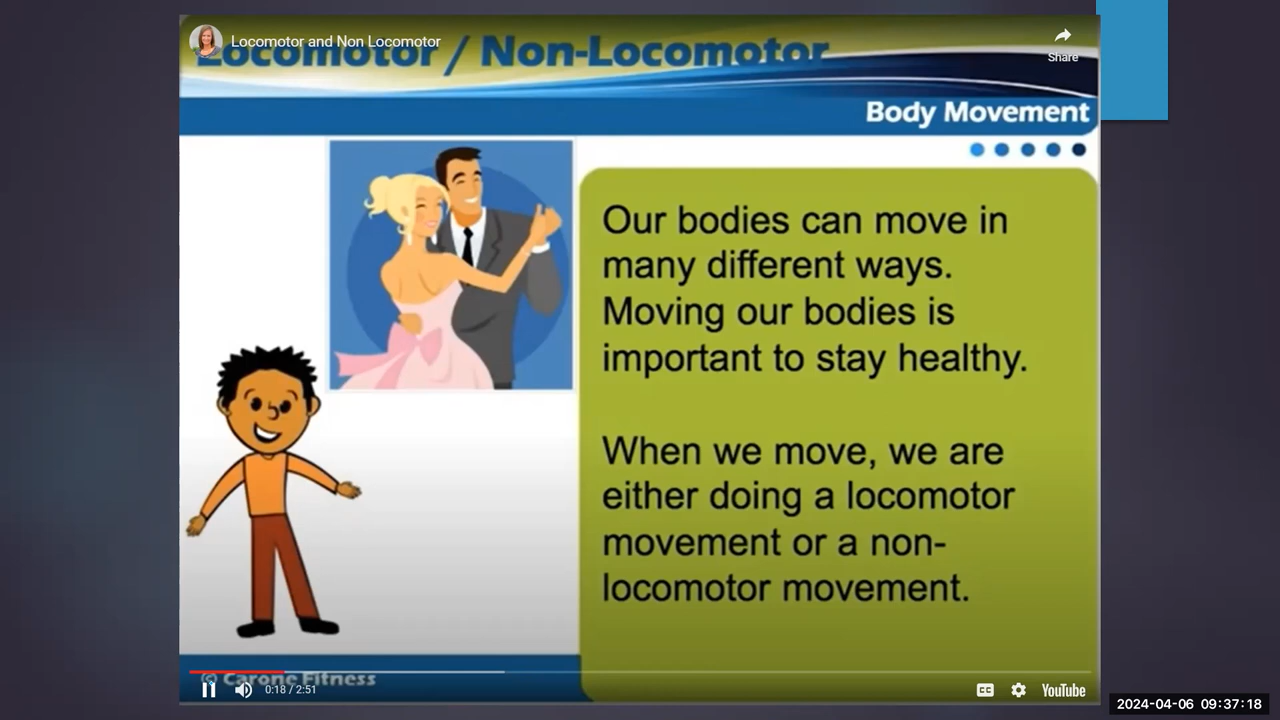 Locomotor / Non-Locomotor
Locomotor and Non Locomotor
Share
Body Movement
Our bodies can move in
many different ways.
Moving our bodies is
important to stay healthy.
When we move, we are
either doing a locomotor
movement or a non-
locomotor movement.
© Carone Fitness
0:18 / 2:51
CC
YouTube
2024-04-06 09:37:18